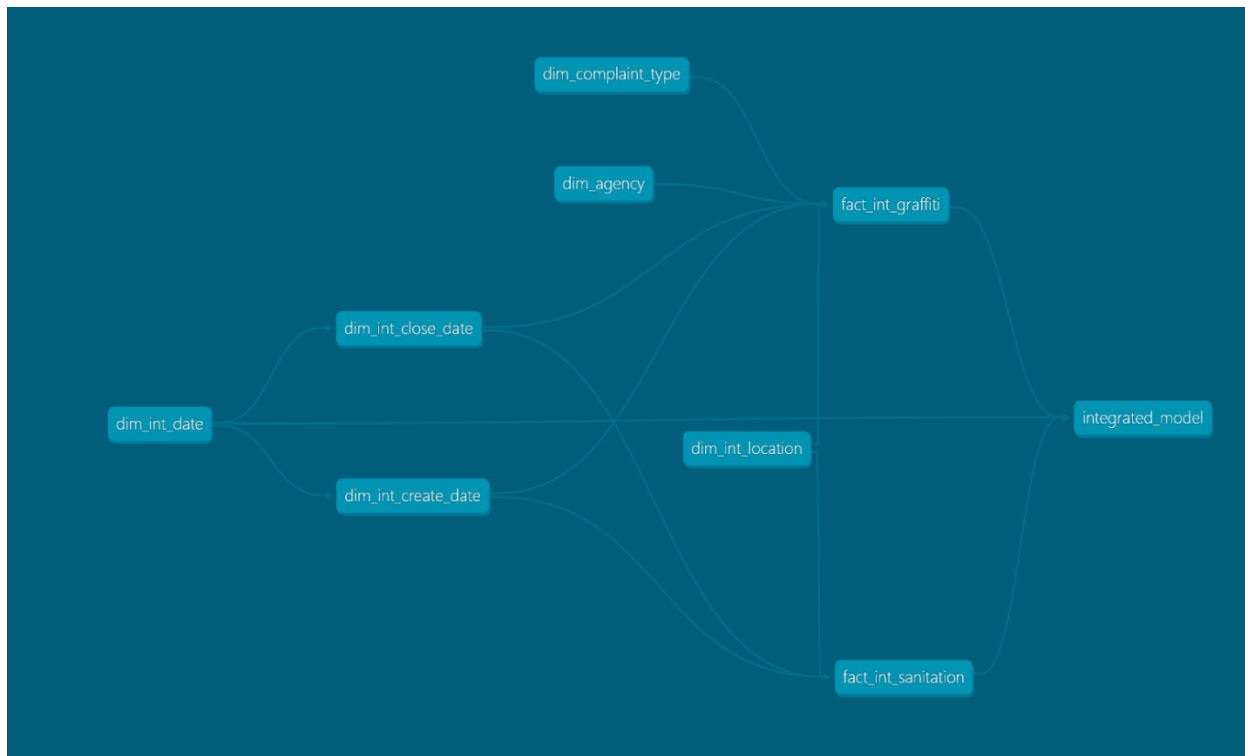 dim_complaint_type
dim_agency
fact_int_graffiti
dim_int_close_date
dim_int_date
integrated_model
dim_int_location
dim_int_create_date
fact_int_sanitation